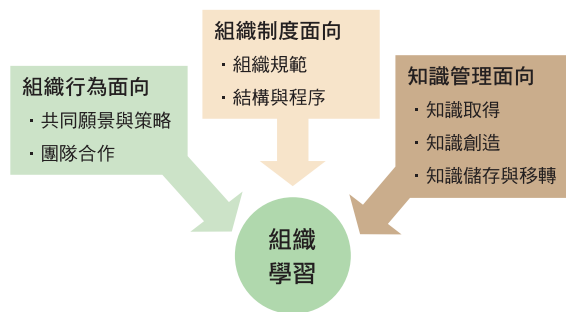 組織行為面向
・共同願景與策略
・團隊合作
組織制度面向
・組織規範
・結構與程序
知識管理面向
・知識取得
・知識創造
・知識儲存與移轉
組織
學習